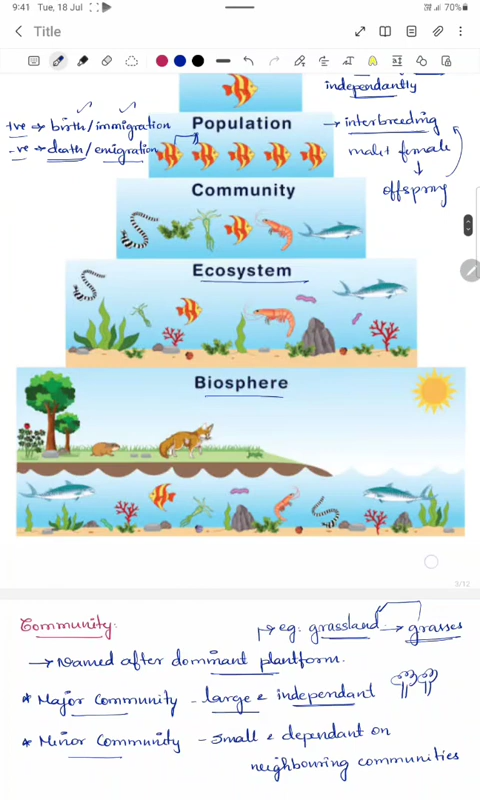 9:41 Tue, 18 Jul
70%
Title
independantly
+ve → birth/immigration
-ve → death/emigration
Population
→ interbreeding
male & female
↓
offspring
Community
Ecosystem
Biosphere
3/12
Community:
eg: grassland → grasses
→ Named after dominant plantform.
* Major Community - large & independant
* Minor Community - Small & dependant on
neighbouring communities